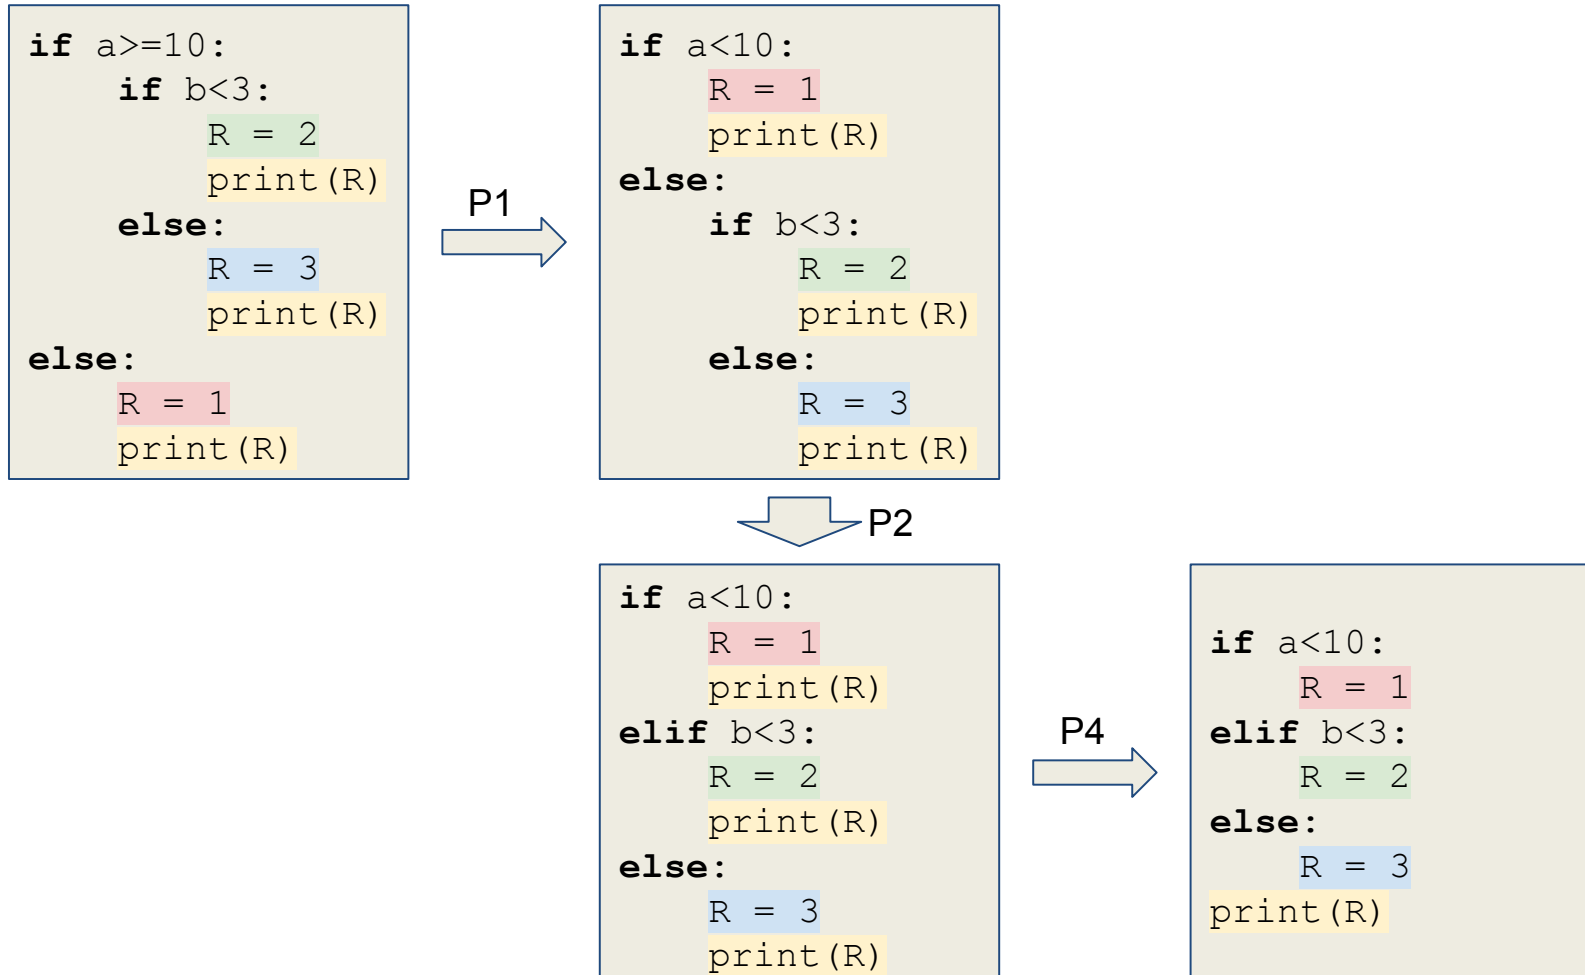 if a>=10:
if b<3:
R = 2
print(R)
else:
R = 3
print(R)
else:
R = 1
print(R)
P1
if a<10:
R = 1
print(R)
else:
if b<3:
R = 2
print(R)
else:
R = 3
print(R)
P2
if a<10:
R = 1
print(R)
elif b<3:
R = 2
print(R)
else:
R = 3
print(R)
P4
if a<10:
R = 1
elif b<3:
R = 2
else:
R = 3
print(R)